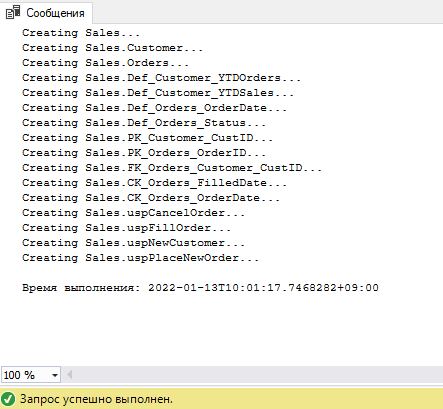 Сообщения
Creating Sales...
Creating Sales.Customer...
Creating Sales.Orders...
Creating Sales.Def_Customer_YTDOrders...
Creating Sales.Def_Customer_YTDSales...
Creating Sales.Def_Orders_OrderDate...
Creating Sales.Def_Orders_Status...
Creating Sales.PK_Customer_CustID...
Creating Sales.PK_Orders_OrderID...
Creating Sales.FK_Orders_Customer_CustID...
Creating Sales.CK_Orders_FilledDate...
Creating Sales.CK_Orders_OrderDate...
Creating Sales.uspCancelOrder...
Creating Sales.uspFillOrder...
Creating Sales.uspNewCustomer...
Creating Sales.uspPlaceNewOrder...
Время выполнения: 2022-01-13T10:01:17.7468282+09:00
100 %
Запрос успешно выполнен.